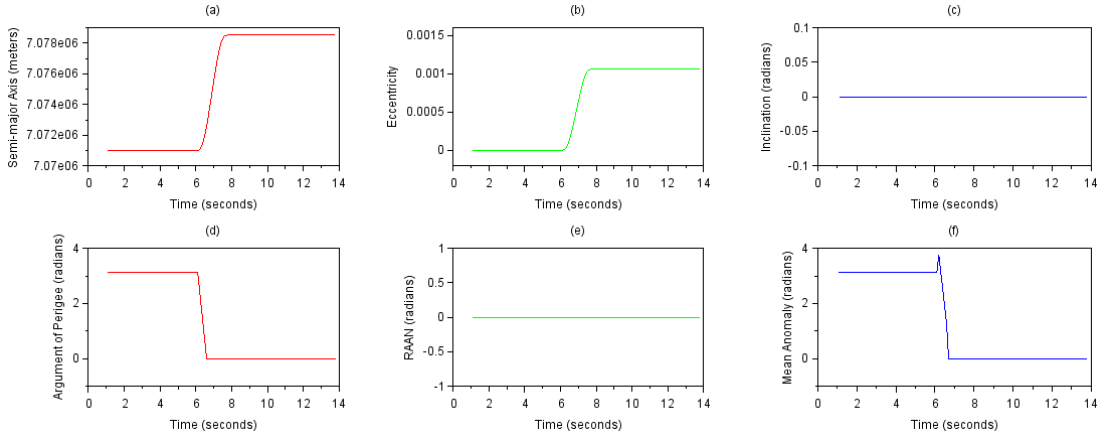 (a)
Semi-major Axis (meters)
7.078e06
7.076e06
7.074e06
7.072e06
7.07e06
0 2 4 6 8 10 12 14
Time (seconds)
(b)
Eccentricity
0.0015
0.001
0.0005
0
0 2 4 6 8 10 12 14
Time (seconds)
(c)
Inclination (radians)
0.1
0.05
0
-0.05
-0.1
0 2 4 6 8 10 12 14
Time (seconds)
(d)
Argument of Perigee (radians)
4
2
0
0 2 4 6 8 10 12 14
Time (seconds)
(e)
RAAN (radians)
1
0.5
0
-0.5
-1
0 2 4 6 8 10 12 14
Time (seconds)
(f)
Mean Anomaly (radians)
4
2
0
0 2 4 6 8 10 12 14
Time (seconds)